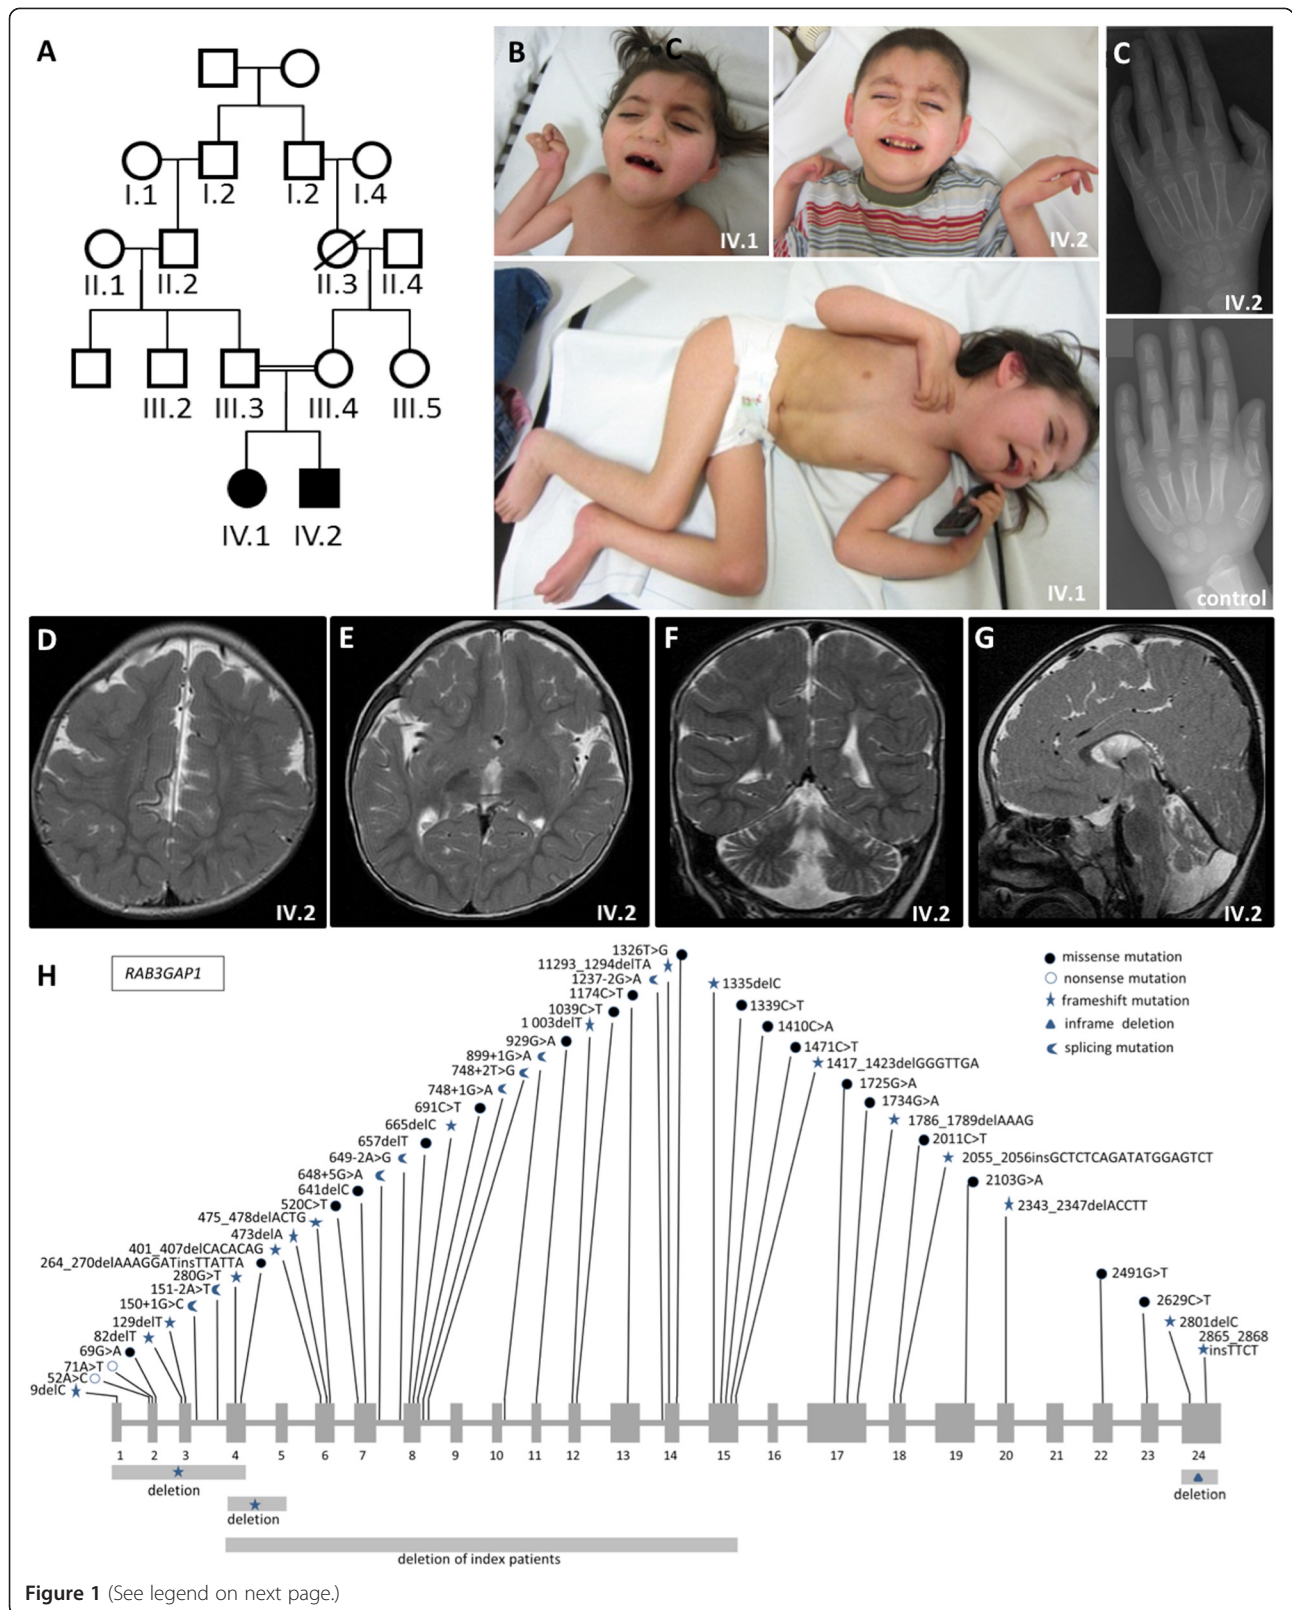 A
B
C
C
I.1
I.2
I.2
I.4
II.1
II.2
II.3
II.4
III.2
III.3
III.4
III.5
IV.1
IV.2
IV.1
IV.2
IV.1
IV.2
control
D
E
F
G
IV.2
IV.2
IV.2
IV.2
H
RAB3GAP1
missense mutation
nonsense mutation
frameshift mutation
inframe deletion
splicing mutation
1326T>G
11293_1294delTA
1237-2G>A
1174C>T
1039C>T
1 003delT
929G>A
899+1G>A
748+2T>G
748+1G>A
691C>T
665delC
657delT
649-2A>G
648+5G>A
641delC
520C>T
475_478delACTG
473delA
401_407delCACACAG
264_270delAAAGGATinsTTATTA
280G>T
151-2A>T
150+1G>C
129delT
82delT
69G>A
71A>T
52A>C
9delC
1335delC
1339C>T
1410C>A
1471C>T
1417_1423delGGGTTGA
1725G>A
1734G>A
1786_1789delAAAG
2011C>T
2055_2056insGCTCTCAGATATGGAGTCT
2103G>A
2343_2347delACCTT
2491G>T
2629C>T
2801delC
2865_2868
insTTCT
1 2 3 4 5 6 7 8 9 10 11 12 13 14 15 16 17 18 19 20 21 22 23 24
deletion
deletion
deletion
deletion of index patients
Figure 1 (See legend on next page.)